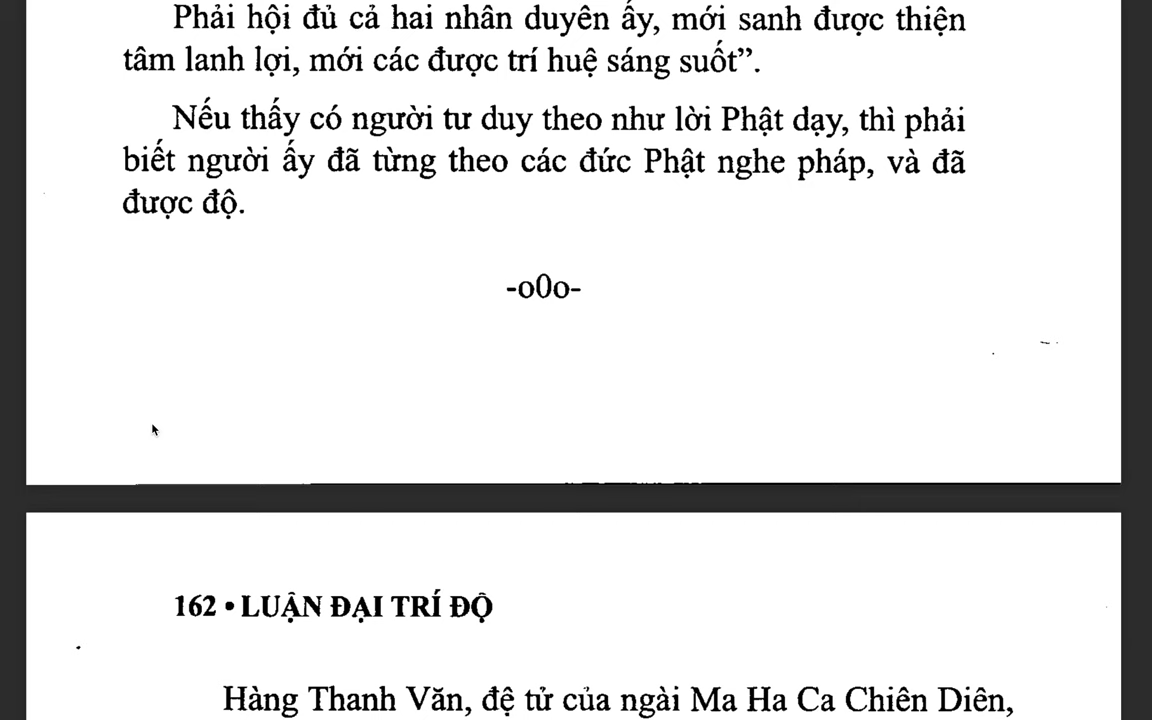 Phải hội đủ cả hai nhân duyên ấy, mới sanh được thiện
tâm lanh lợi, mới các được trí huệ sáng suốt”.
Nếu thấy có người tư duy theo như lời Phật dạy, thì phải
biết người ấy đã từng theo các đức Phật nghe pháp, và đã
được độ.
-o0o-
162 • LUẬN ĐẠI TRÍ ĐỘ
Hàng Thanh Văn, đệ tử của ngài Ma Ha Ca Chiên Diên,